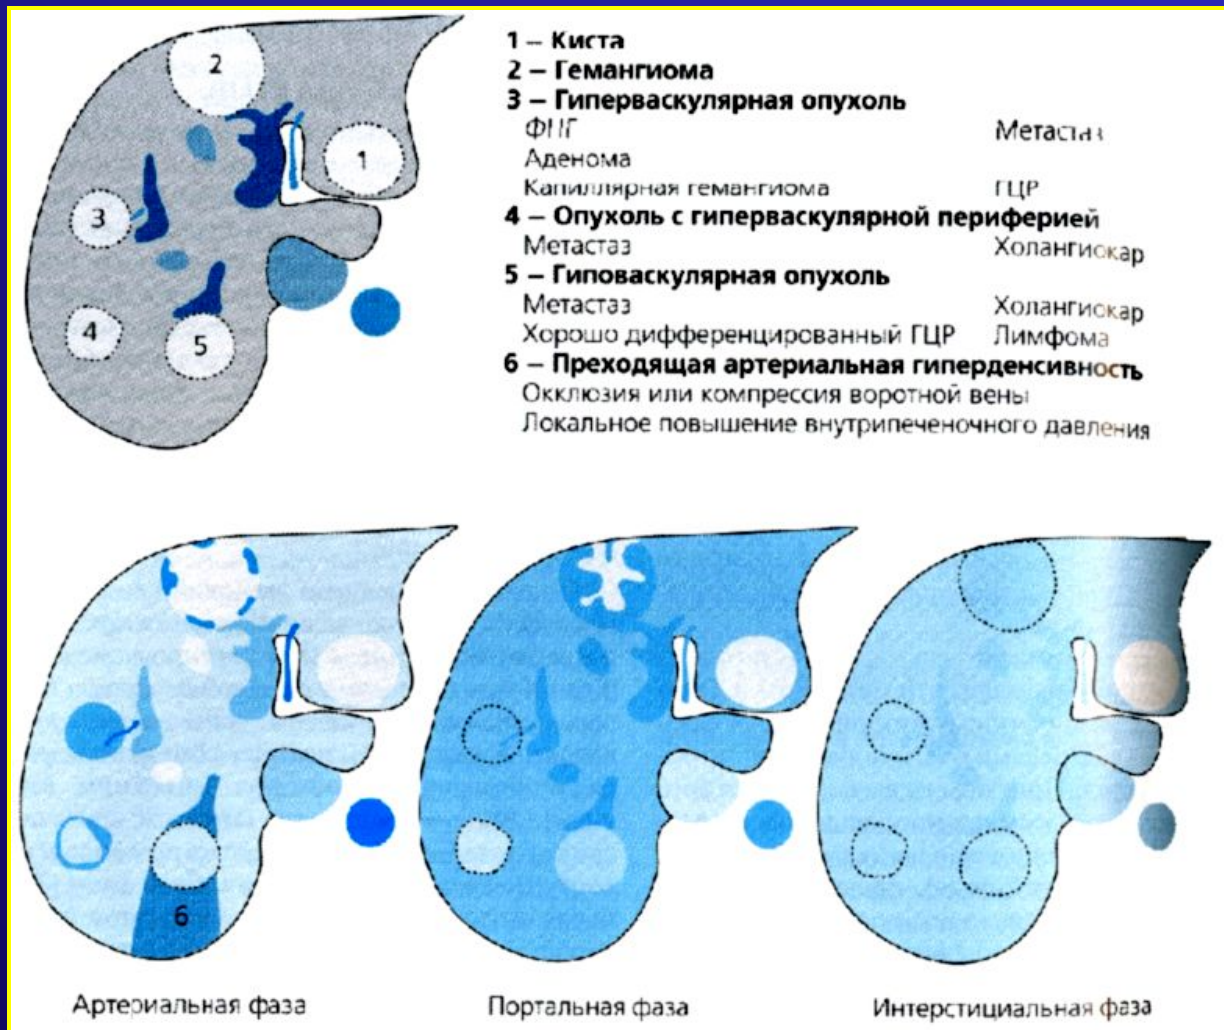 1 – Киста
2 – Гемангиома
3 – Гиперваскулярная опухоль
ФНГ Метастаз
Аденома
Капиллярная гемангиома ГЦР
4 – Опухоль с гиперваскулярной периферией
Метастаз Холангиокар
5 – Гиповаскулярная опухоль
Метастаз Холангиокар
Хорошо дифференцированный ГЦР Лимфома
6 – Преходящая артериальная гиперденсивность
Окклюзия или компрессия воротной вены
Локальное повышение внутрипеченочного давления
2
1
3
4
5
6
Артериальная фаза Портальная фаза Интерстициальная фаза